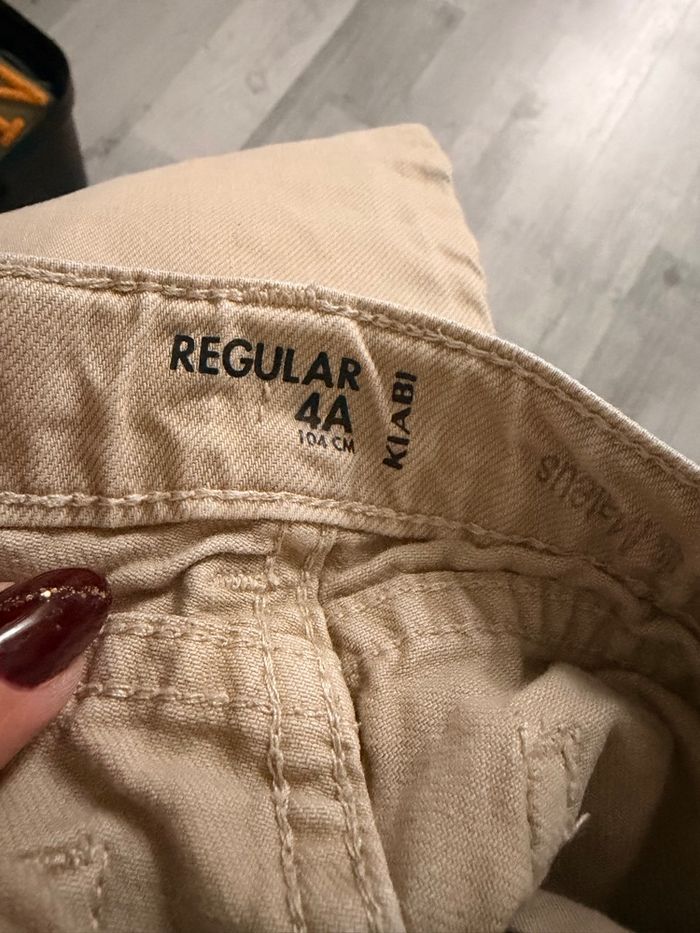 REGULAR
4A
104 CM
KIABI